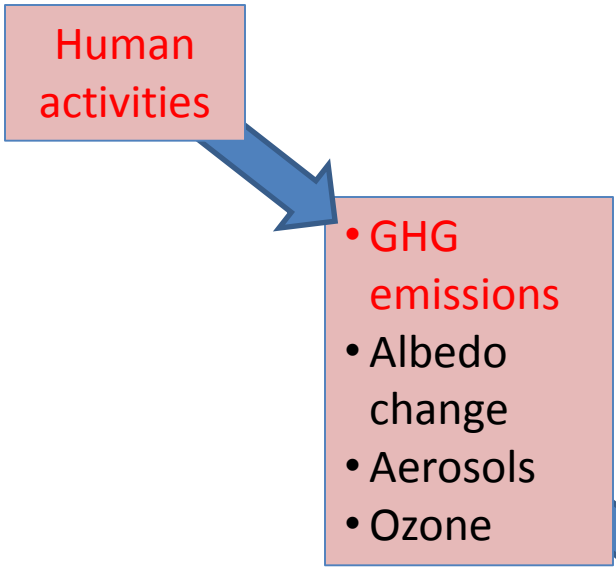 Human
activities
• GHG
emissions
• Albedo
change
• Aerosols
• Ozone